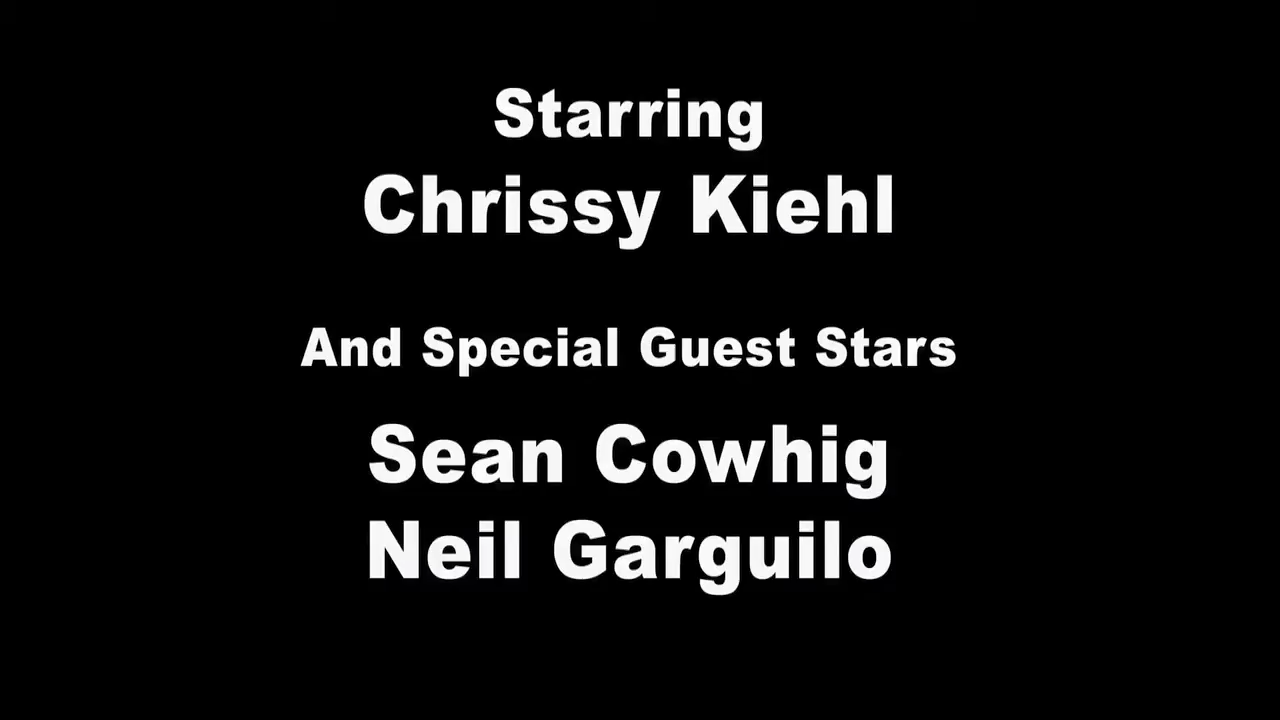 Starring
Chrissy Kiehl
And Special Guest Stars
Sean Cowhig
Neil Garguilo